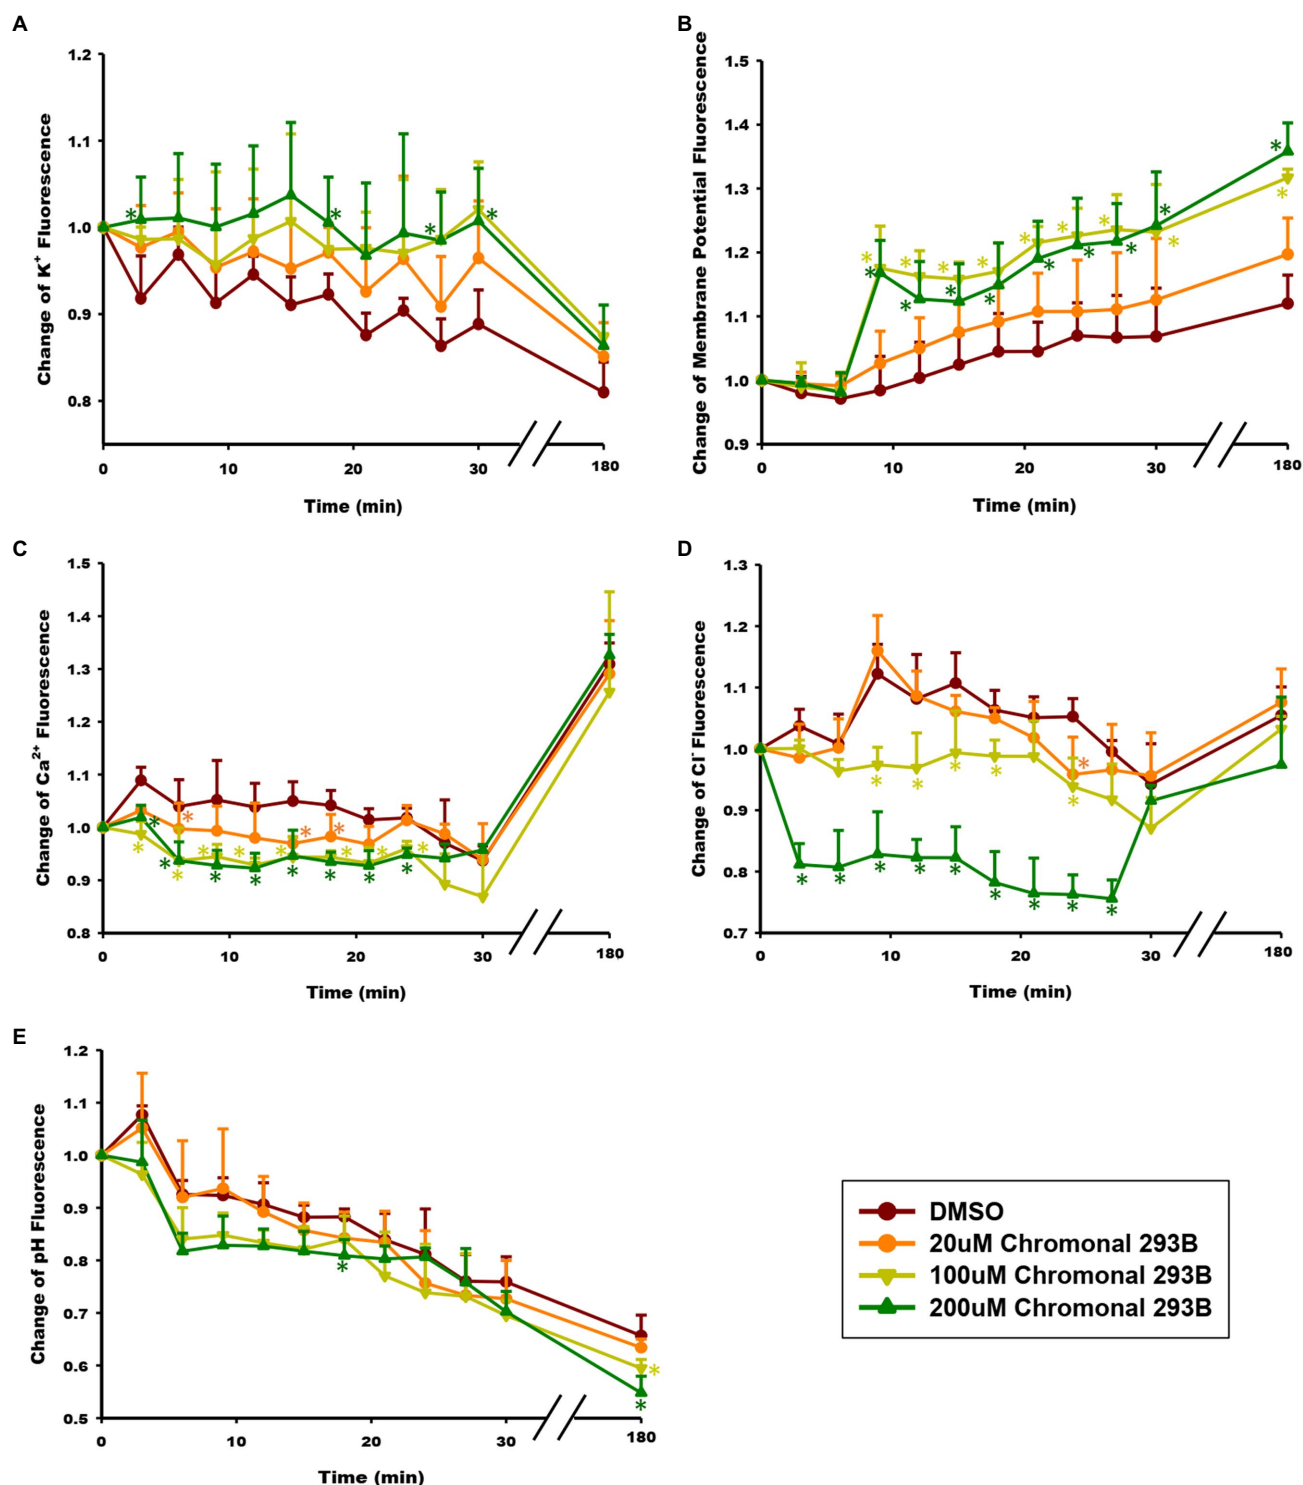 A
Change of K⁺ Fluorescence
1.2
1.1
1.0
0.9
0.8
0 10 20 30 180
Time (min)
B
Change of Membrane Potential Fluorescence
1.5
1.4
1.3
1.2
1.1
1.0
0.9
0 10 20 30 180
Time (min)
C
Change of Ca²⁺ Fluorescence
1.5
1.4
1.3
1.2
1.1
1.0
0.9
0.8
0 10 20 30 180
Time (min)
D
Change of Cl⁻ Fluorescence
1.3
1.2
1.1
1.0
0.9
0.8
0.7
0 10 20 30 180
Time (min)
E
Change of pH Fluorescence
1.2
1.1
1.0
0.9
0.8
0.7
0.6
0.5
0 10 20 30 180
Time (min)
DMSO
20uM Chromonal 293B
100uM Chromonal 293B
200uM Chromonal 293B